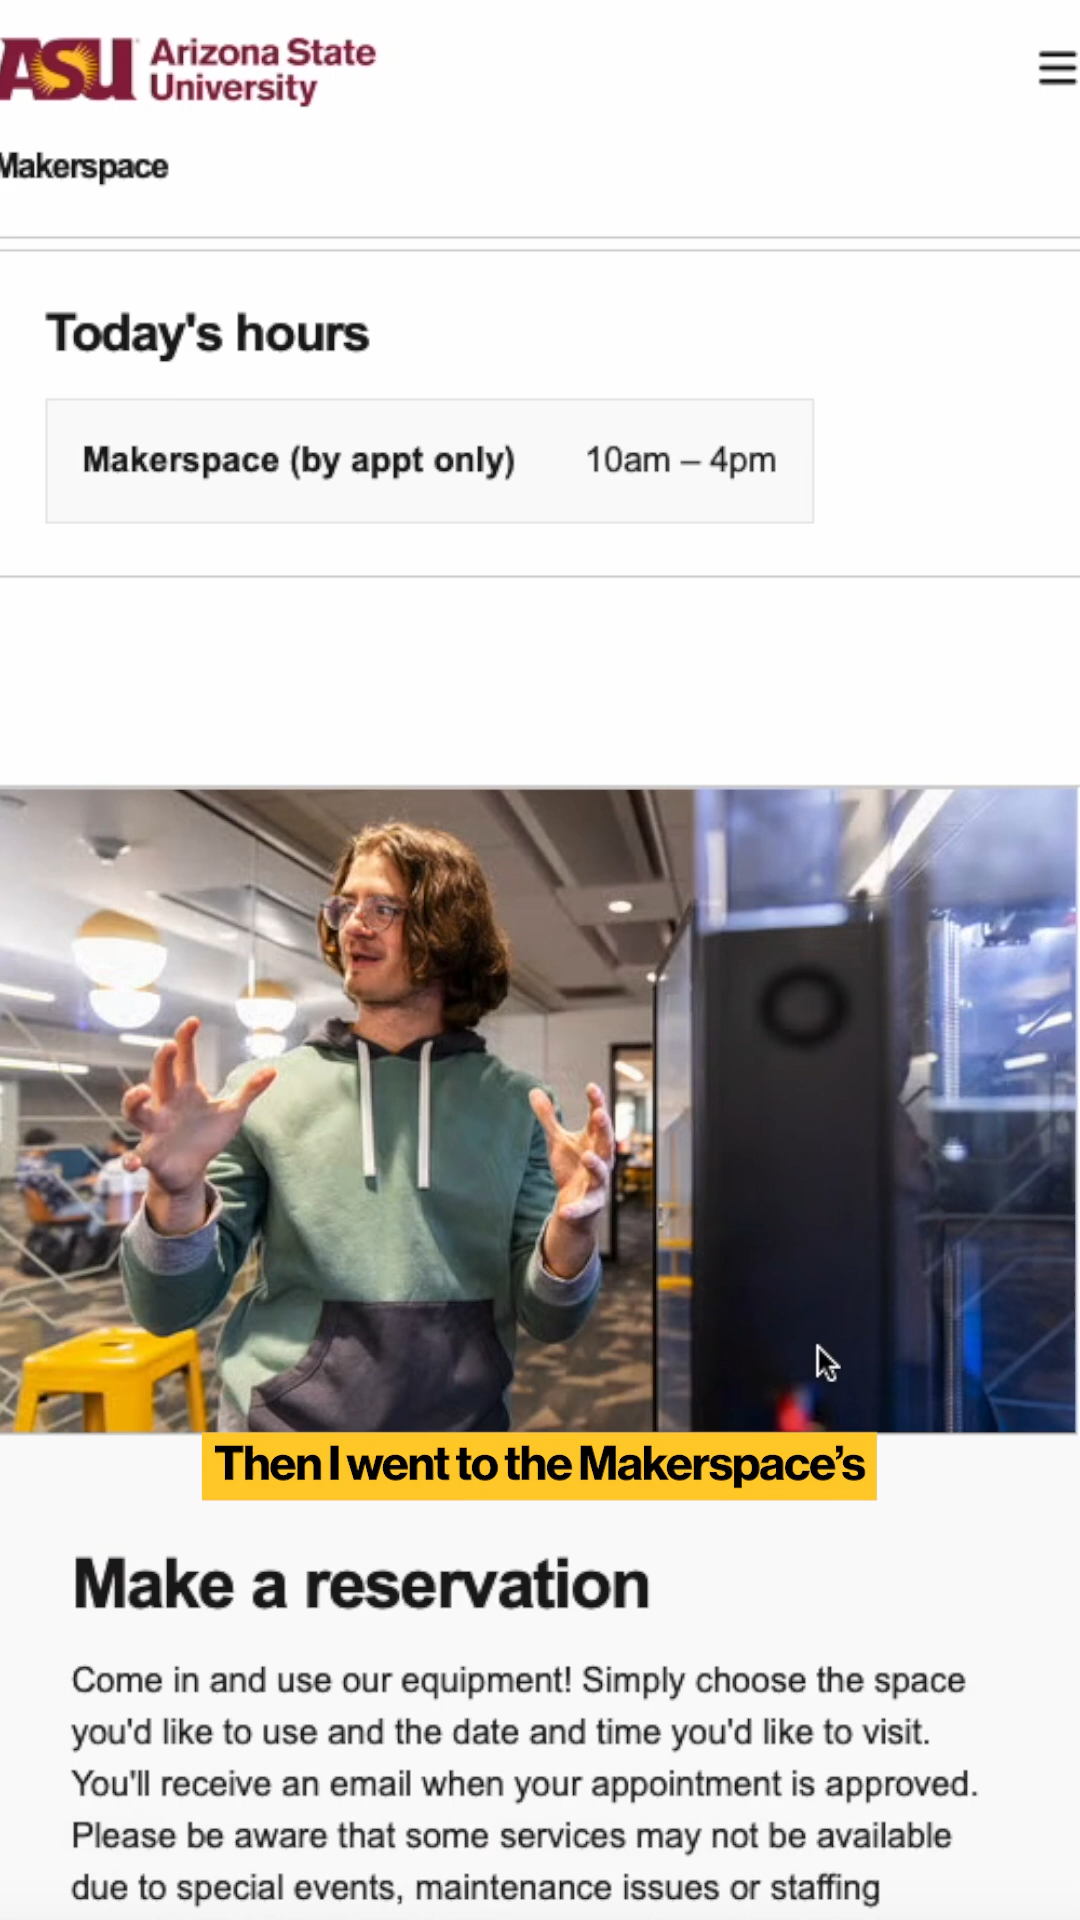 ASU Arizona State
University
Makerspace
Today's hours
Makerspace (by appt only) 10am – 4pm
Then I went to the Makerspace’s
Make a reservation
Come in and use our equipment! Simply choose the space
you'd like to use and the date and time you'd like to visit.
You'll receive an email when your appointment is approved.
Please be aware that some services may not be available
due to special events, maintenance issues or staffing